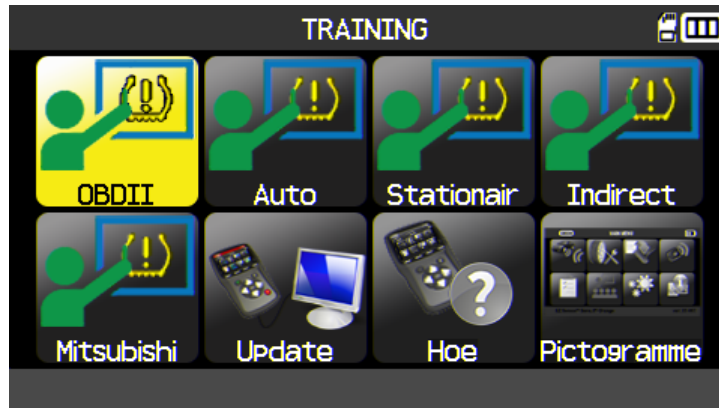 TRAINING
OBDII
Auto
Stationair
Indirect
Mitsubishi
Update
Hoe
Pictogramme